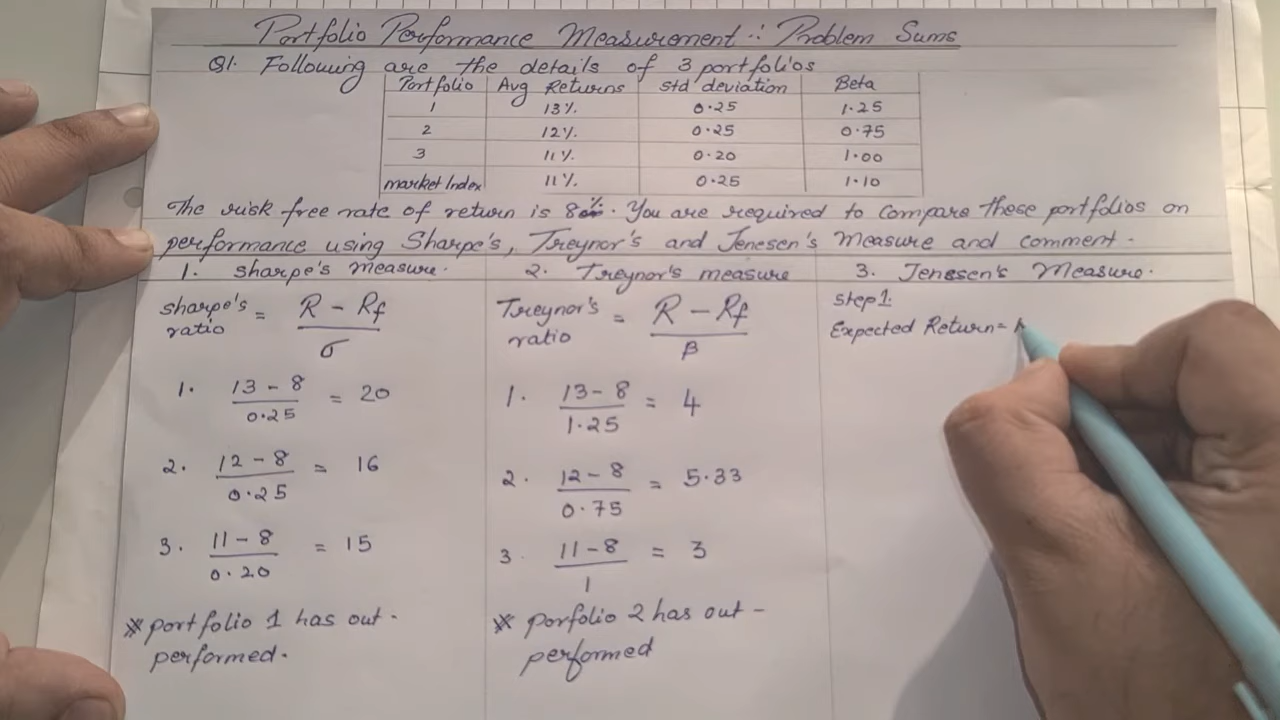 Portfolio Performance Measurement :: Problem Sums
Q1. Following are the details of 3 portfolios
Portfolio Avg Returns std deviation Beta
1 13% 0.25 1.25
2 12% 0.25 0.75
3 11% 0.20 1.00
market Index 11% 0.25 1.10
The risk free rate of return is 8%. You are required to compare these portfolios on
performance using Sharpe's, Treynor's and Jenesen's Measure and comment.
1. sharpe's measure.
sharpe's ratio = R - Rf / σ
1. 13 - 8 / 0.25 = 20
2. 12 - 8 / 0.25 = 16
3. 11 - 8 / 0.20 = 15
* portfolio 1 has out-
performed.
2. Treynor's measure
Treynor's ratio = R - Rf / β
1. 13 - 8 / 1.25 = 4
2. 12 - 8 / 0.75 = 5.33
3. 11 - 8 / 1 = 3
* porfolio 2 has out-
performed
3. Jenssen's Measure.
Step 1.
Expected Return =